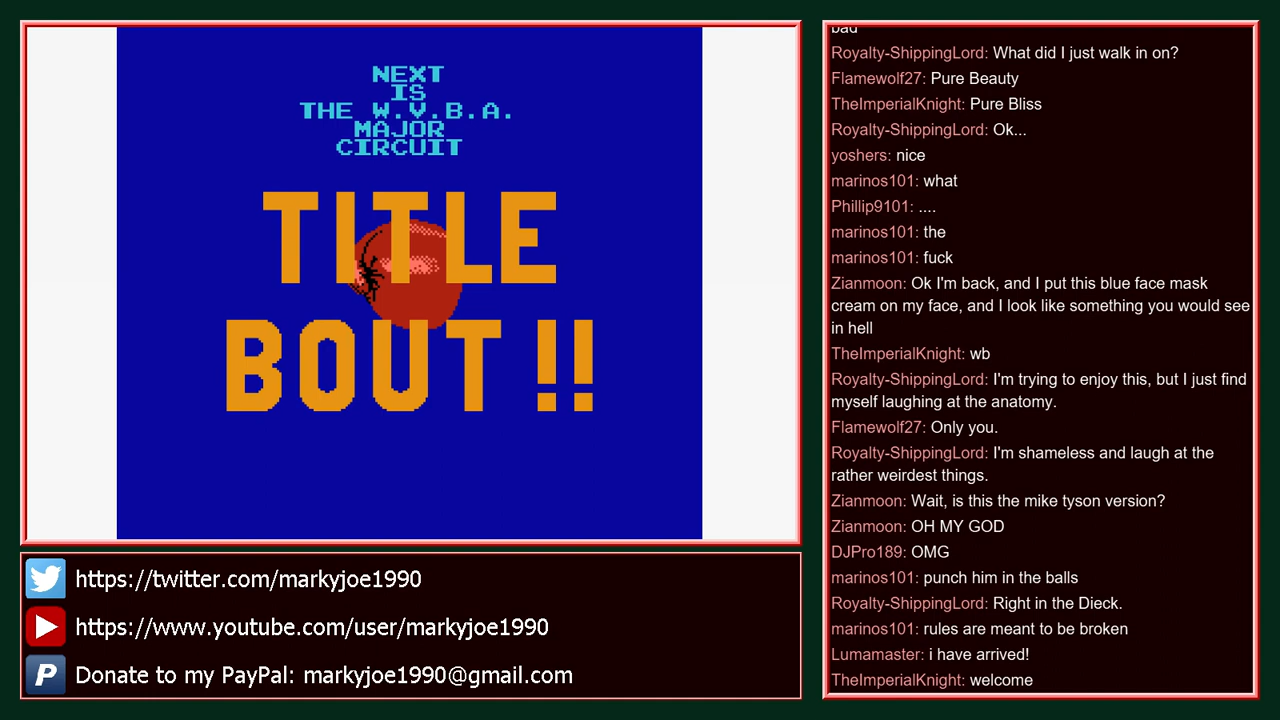 NEXT
IS
THE W.V.B.A.
MAJOR
CIRCUIT
TITLE
BOUT!!
https://twitter.com/markyjoe1990
https://www.youtube.com/user/markyjoe1990
P
Donate to my PayPal: markyjoe1990@gmail.com
bad
Royalty-ShippingLord: What did I just walk in on?
Flamewolf27: Pure Beauty
TheImperialKnight: Pure Bliss
Royalty-ShippingLord: Ok...
yoshers: nice
marinos101: what
Phillip9101: ....
marinos101: the
marinos101: fuck
Zianmoon: Ok I'm back, and I put this blue face mask
cream on my face, and I look like something you would see
in hell
TheImperialKnight: wb
Royalty-ShippingLord: I'm trying to enjoy this, but I just find
myself laughing at the anatomy.
Flamewolf27: Only you.
Royalty-ShippingLord: I'm shameless and laugh at the
rather weirdest things.
Zianmoon: Wait, is this the mike tyson version?
Zianmoon: OH MY GOD
DJPro189: OMG
marinos101: punch him in the balls
Royalty-ShippingLord: Right in the Dieck.
marinos101: rules are meant to be broken
Lumamaster: i have arrived!
TheImperialKnight: welcome